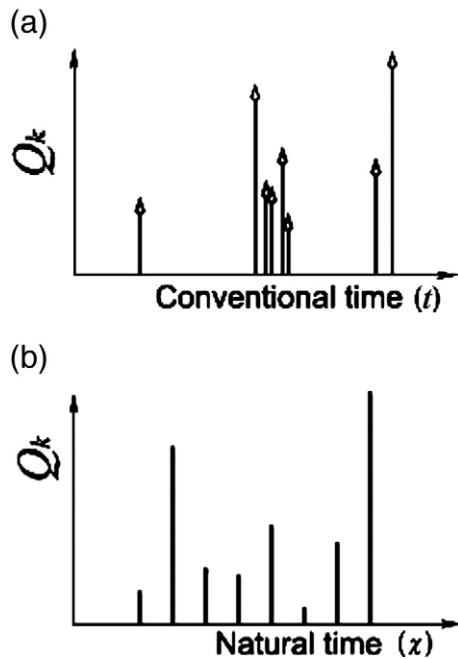 (a)
Qk
Conventional time (t)
(b)
Qk
Natural time (χ)